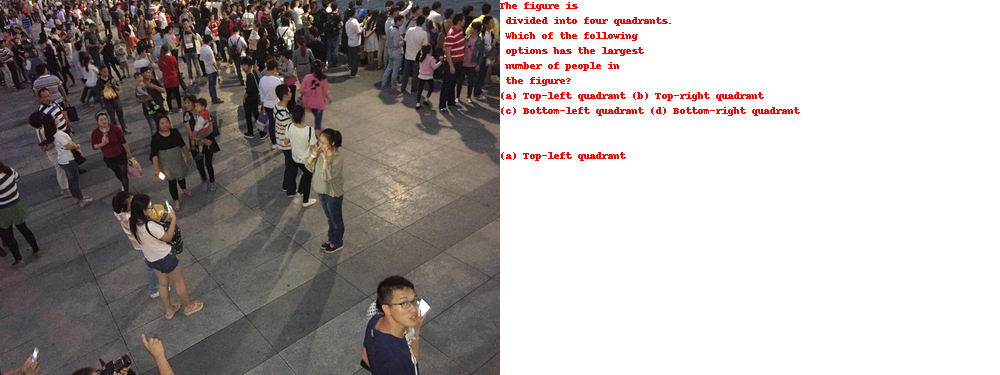 The figure is
divided into four quadrants.
Which of the following
options has the largest
number of people in
the figure?
(a) Top-left quadrant (b) Top-right quadrant
(c) Bottom-left quadrant (d) Bottom-right quadrant
(a) Top-left quadrant